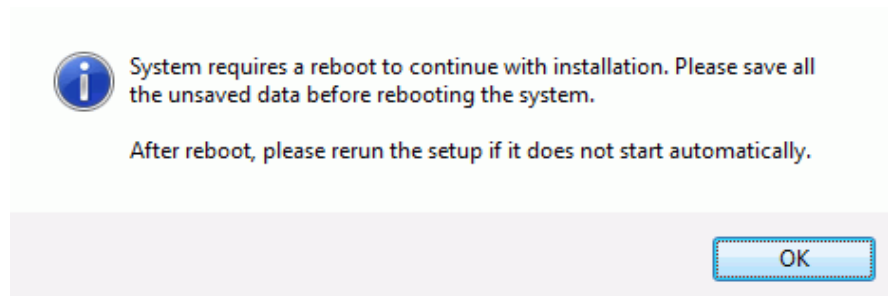 System requires a reboot to continue with installation. Please save all
the unsaved data before rebooting the system.
After reboot, please rerun the setup if it does not start automatically.
OK